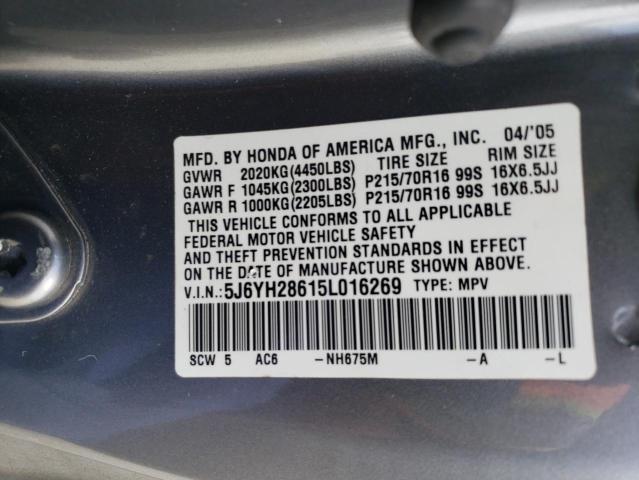 MFD. BY HONDA OF AMERICA MFG., INC. 04/'05
GVWR 2020KG(4450LBS) TIRE SIZE RIM SIZE
GAWR F 1045KG(2300LBS) P215/70R16 99S 16X6.5JJ
GAWR R 1000KG(2205LBS) P215/70R16 99S 16X6.5JJ
THIS VEHICLE CONFORMS TO ALL APPLICABLE
FEDERAL MOTOR VEHICLE SAFETY
AND THEFT PREVENTION STANDARDS IN EFFECT
ON THE DATE OF MANUFACTURE SHOWN ABOVE.
V.I.N.: 5J6YH28615L016269 TYPE: MPV
SCW 5 AC6 -NH675M -A -L